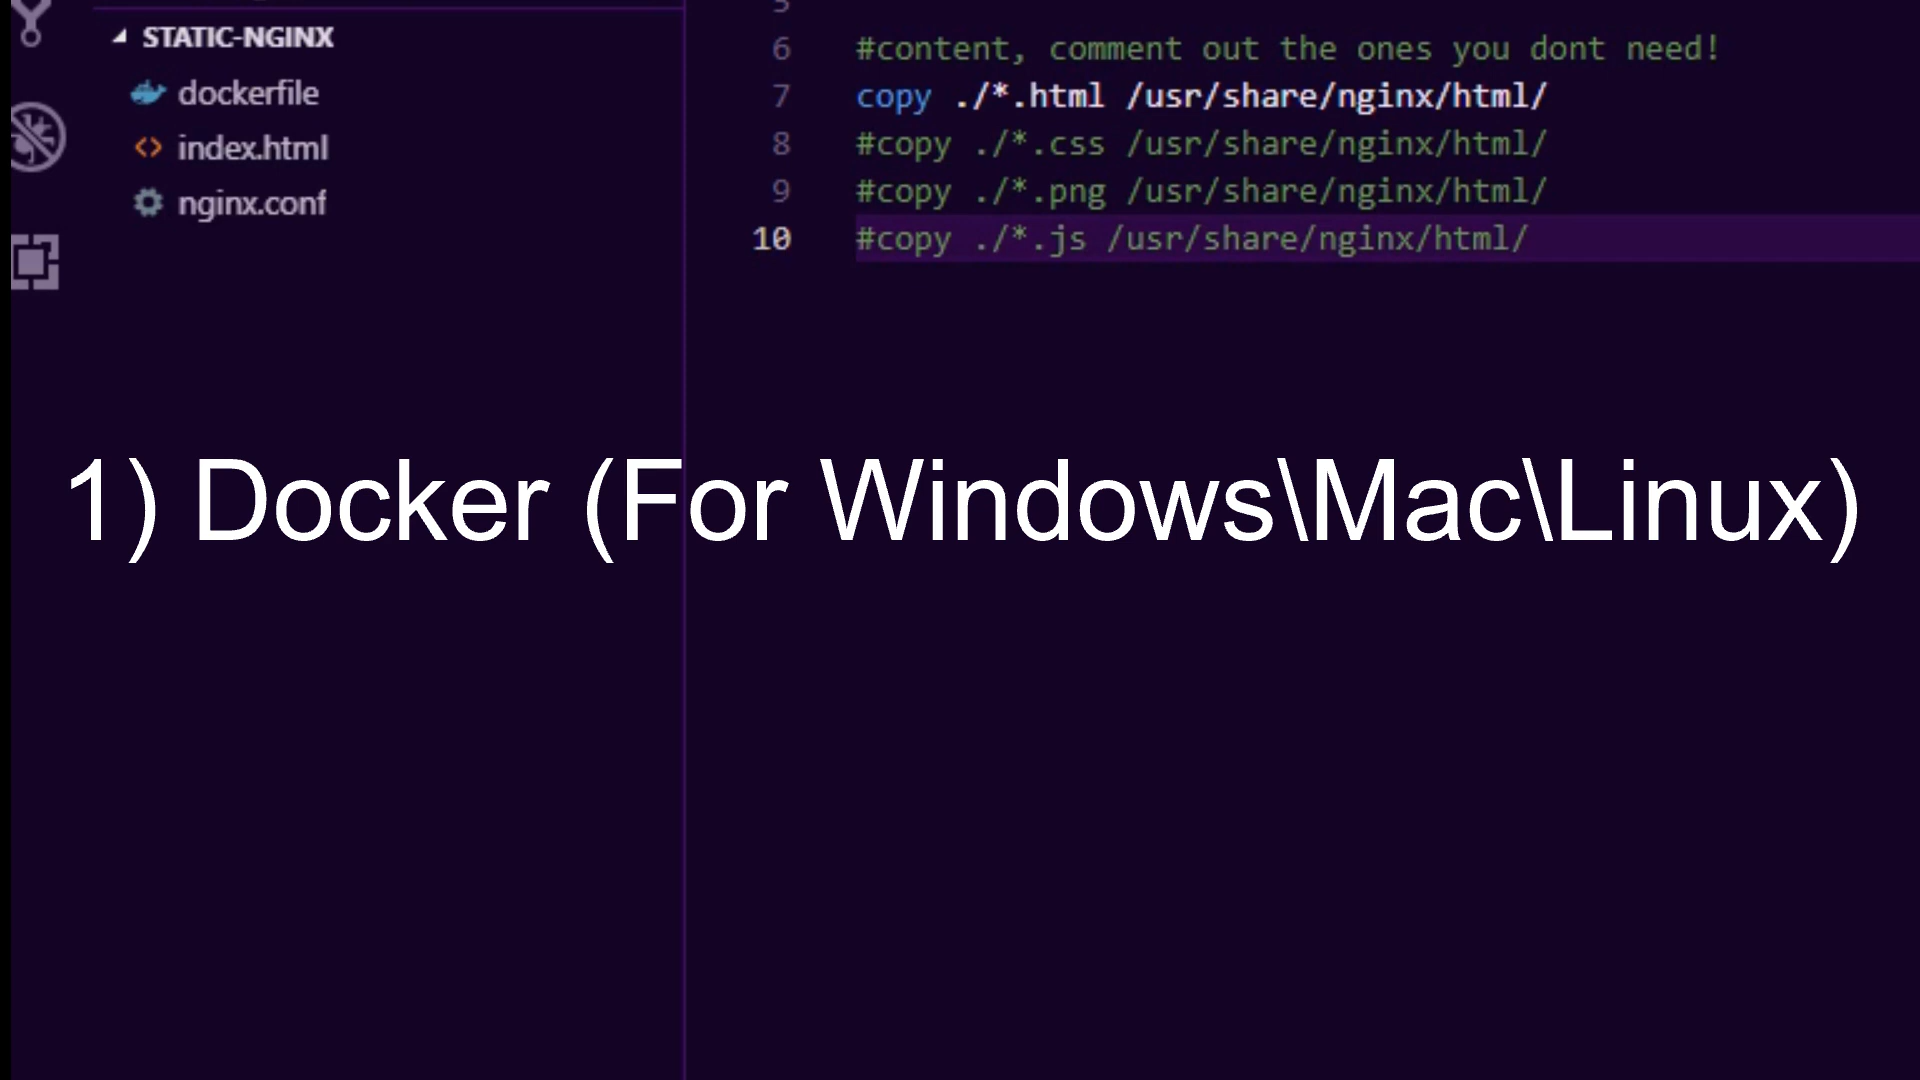 STATIC-NGINX
dockerfile
index.html
nginx.conf
5
6 #content, comment out the ones you dont need!
7 copy ./*.html /usr/share/nginx/html/
8 #copy ./*.css /usr/share/nginx/html/
9 #copy ./*.png /usr/share/nginx/html/
10 #copy ./*.js /usr/share/nginx/html/
1) Docker (For Windows\Mac\Linux)